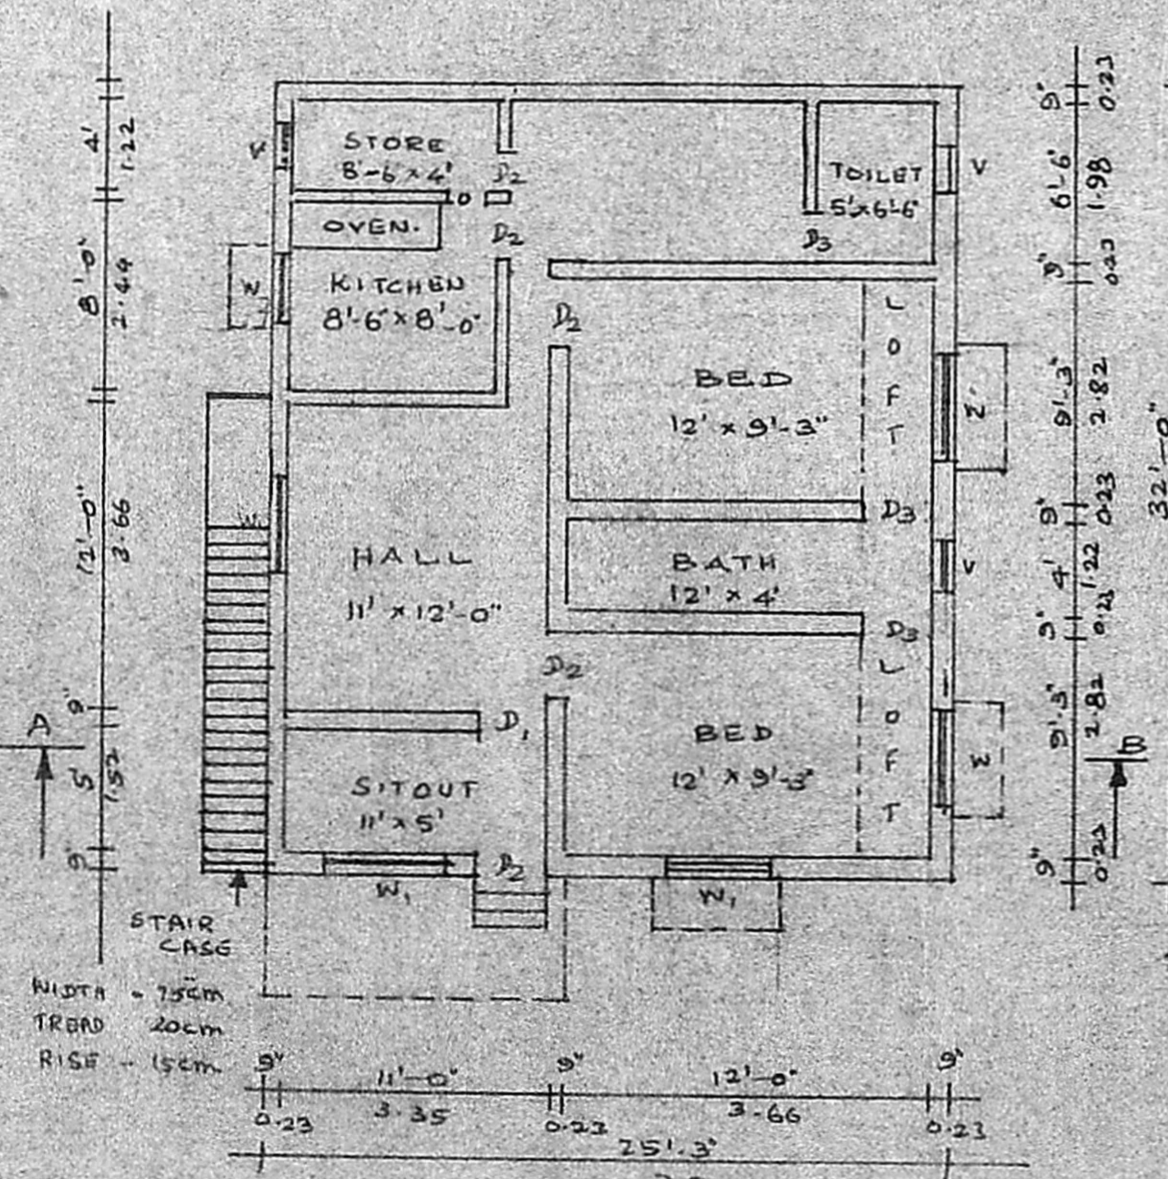 STORE
8'-6" x 4'
D2
V
TOILET
5' x 6'-6"
V
OVEN.
D2
D3
W
KITCHEN
8'-6" x 8'-0"
D2
BED
12' x 9'-3"
LOFT
W
D3
HALL
11' x 12'-0"
BATH
12' x 4'
V
D3
D2
D1
BED
12' x 9'-3"
LOFT
W
SITOUT
11' x 5'
D2
W1
W1
STAIR
CASE
WIDTH - 75cm
TREAD 20cm
RISE - 15cm
4'
1.22
8'-0"
2.44
12'-0"
3.66
9"
5'
1.52
9"
A
9"
0.23
6'-6"
1.98
9"
0.23
9'-3"
2.82
9"
0.23
4'
1.22
9"
0.23
9'-3"
2.82
9"
0.23
B
32'-0"
9" 11'-0" 9" 12'-0" 9"
0.23 3.35 0.23 3.66 0.23
25'-3"